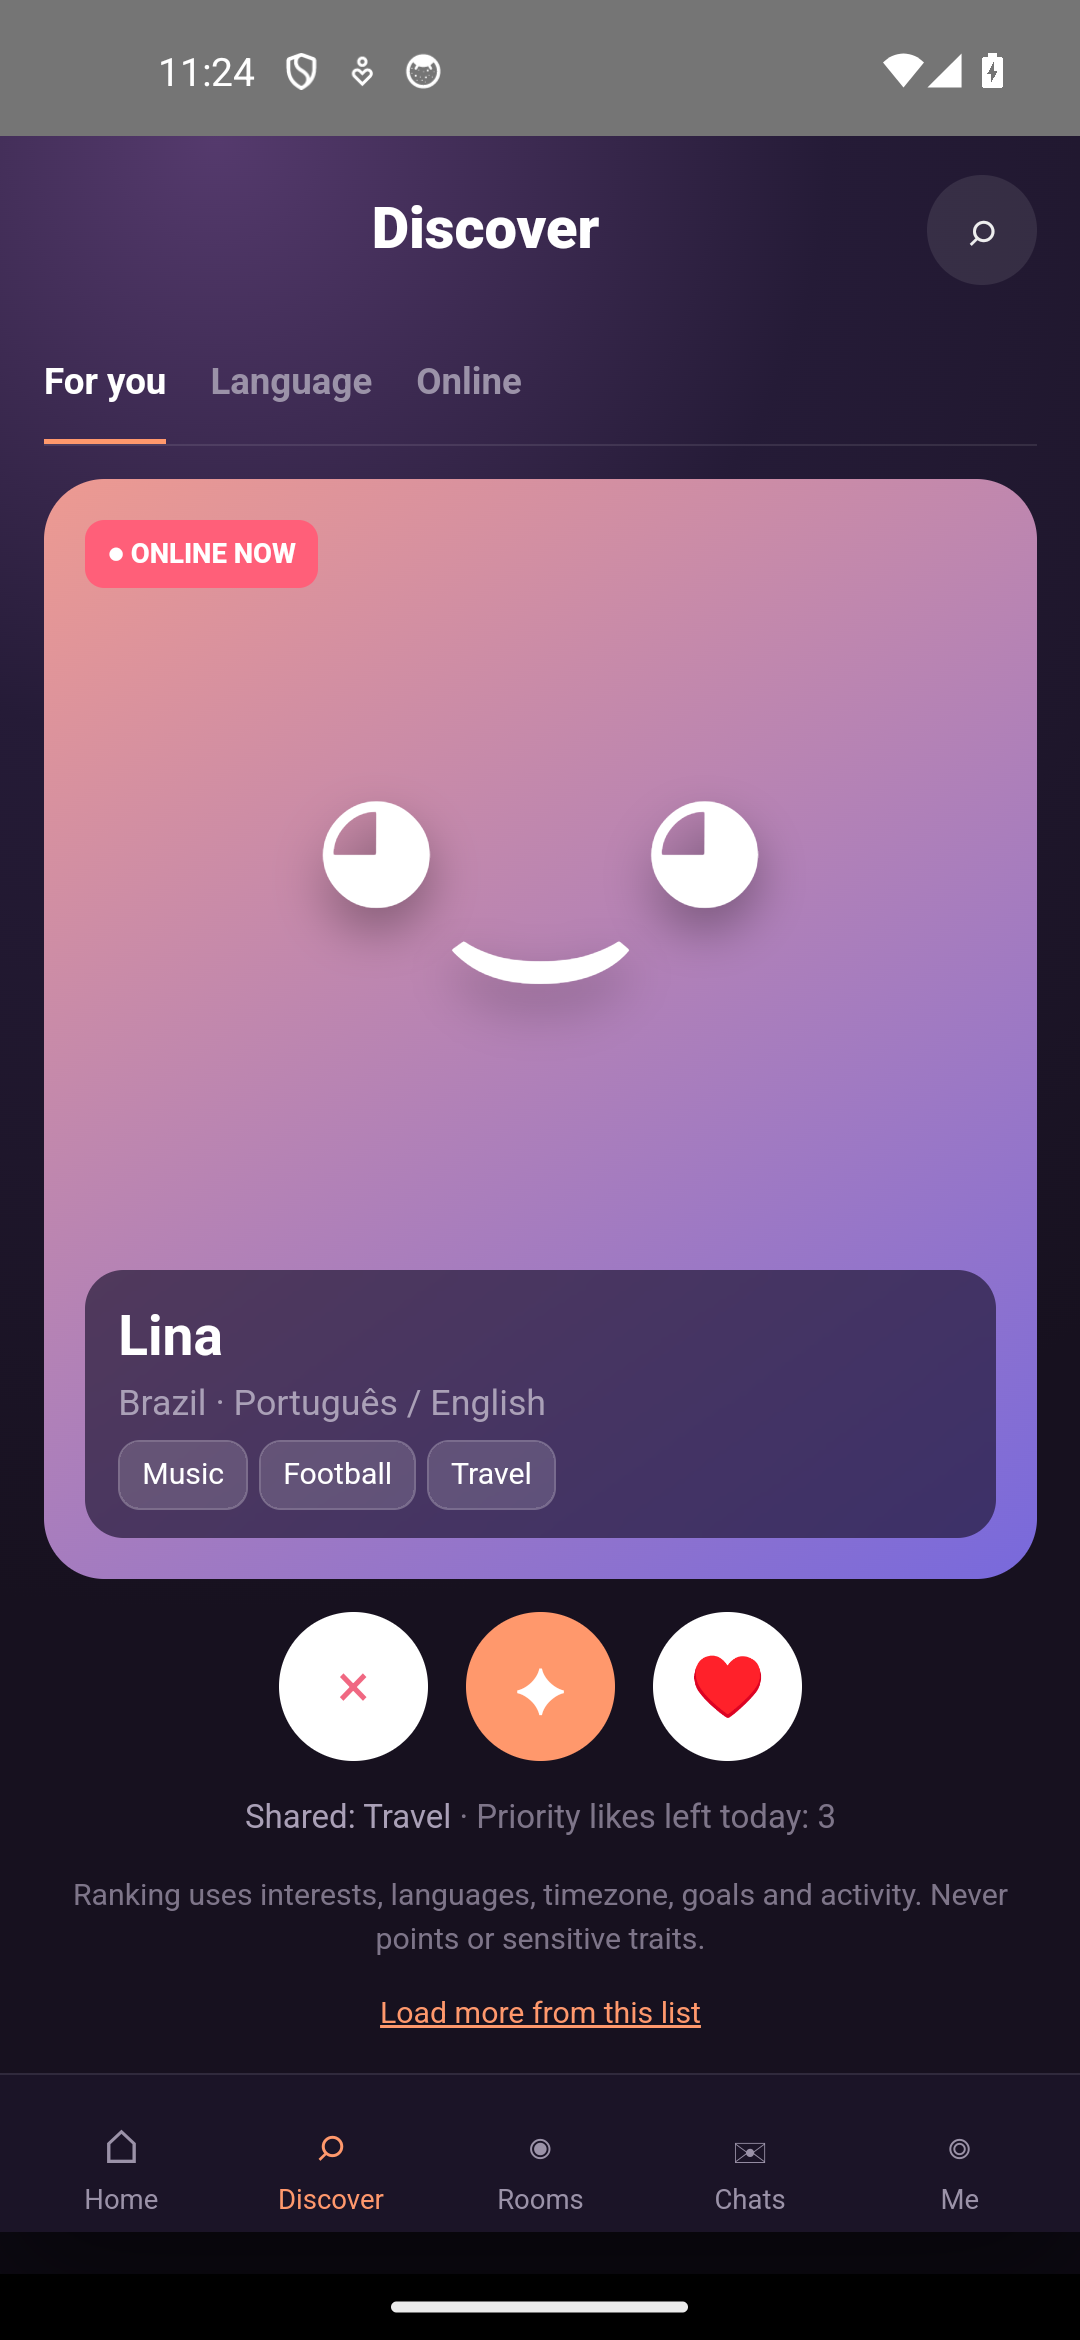 11:24
Discover
For you
Language
Online
ONLINE NOW
Lina
Brazil · Português / English
Music
Football
Travel
Shared: Travel · Priority likes left today: 3
Ranking uses interests, languages, timezone, goals and activity. Never
points or sensitive traits.
Load more from this list
Home
Discover
Rooms
Chats
Me